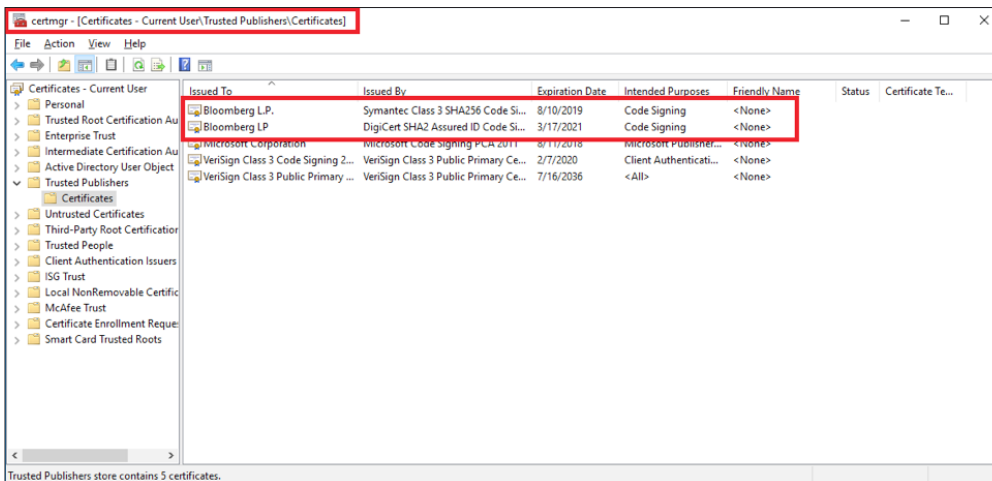 certmgr - [Certificates - Current User\Trusted Publishers\Certificates]
File Action View Help
Certificates - Current User
Personal
Trusted Root Certification Au
Enterprise Trust
Intermediate Certification Au
Active Directory User Object
Trusted Publishers
Certificates
Untrusted Certificates
Third-Party Root Certification
Trusted People
Client Authentication Issuers
ISG Trust
Local NonRemovable Certific
McAfee Trust
Certificate Enrollment Reques
Smart Card Trusted Roots
Issued To Issued By Expiration Date Intended Purposes Friendly Name Status Certificate Te...
Bloomberg L.P. Symantec Class 3 SHA256 Code Si... 8/10/2019 Code Signing <None>
Bloomberg LP DigiCert SHA2 Assured ID Code Si... 3/17/2021 Code Signing <None>
Microsoft Corporation Microsoft Code Signing PCA 2011 8/11/2018 Microsoft Publisher... <None>
VeriSign Class 3 Code Signing 2... VeriSign Class 3 Public Primary Ce... 2/7/2020 Client Authenticati... <None>
VeriSign Class 3 Public Primary ... VeriSign Class 3 Public Primary Ce... 7/16/2036 <All> <None>
Trusted Publishers store contains 5 certificates.